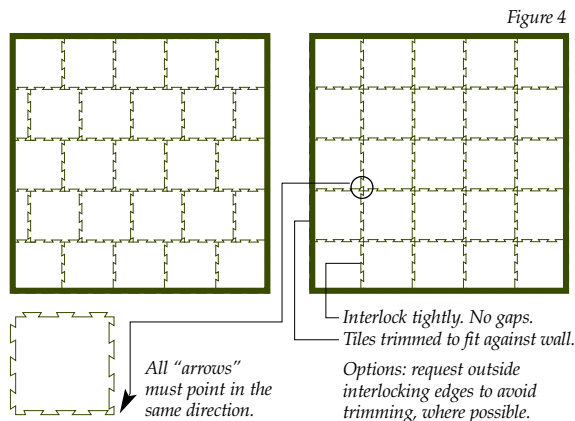 Figure 4
Interlock tightly. No gaps.
Tiles trimmed to fit against wall.
All “arrows”
must point in the
same direction.
Options: request outside
interlocking edges to avoid
trimming, where possible.